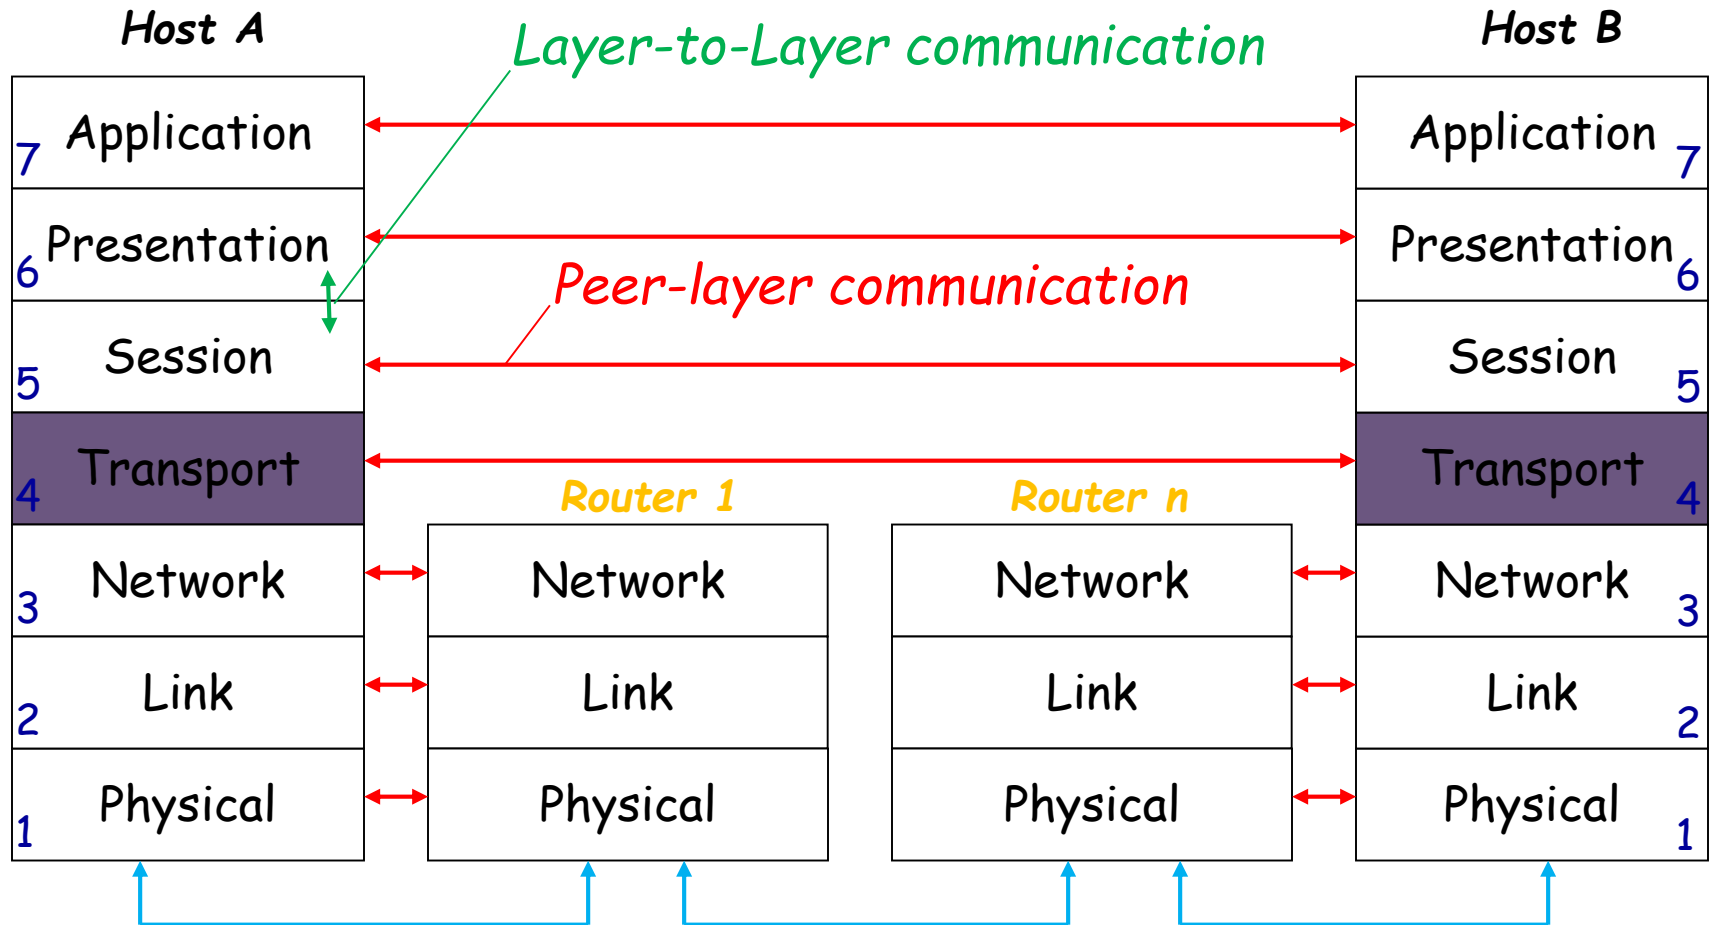 Host A
Host B
Layer-to-Layer communication
7 Application
Application 7
6 Presentation
Presentation 6
Peer-layer communication
5 Session
Session 5
4 Transport
Transport 4
Router 1
Router n
3 Network
Network
Network
Network 3
2 Link
Link
Link
Link 2
1 Physical
Physical
Physical
Physical 1